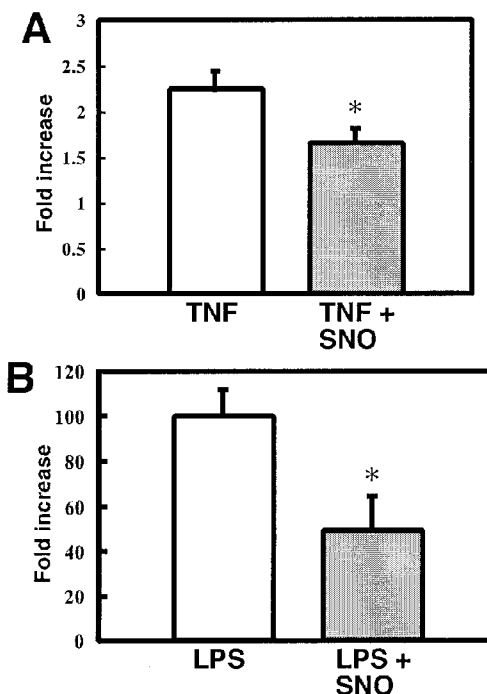 A
Fold increase
3
2.5
2
1.5
1
0.5
0
*
TNF
TNF +
SNO
B
Fold increase
120
100
80
60
40
20
0
*
LPS
LPS +
SNO